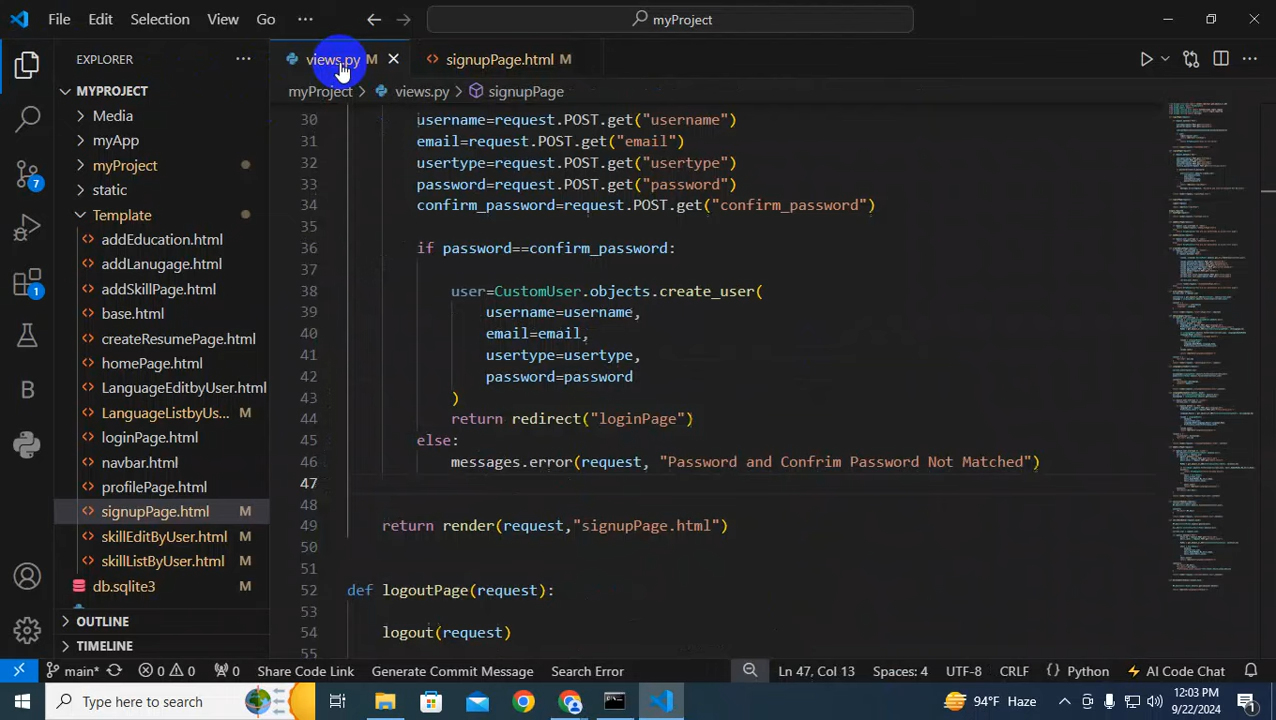 File Edit Selection View Go ··· myProject
EXPLORER
views.py M
signupPage.html M
MYPROJECT
myProject > views.py > signupPage
Media
myApp
myProject
static
Template
addEducation.html
addLangage.html
addSkillPage.html
base.html
createResumePage.html
homePage.html
LanguageEditbyUser.html
LanguageListbyUs... M
loginPage.html
navbar.html
profilePage.html
signupPage.html M
skillEditByUser.html M
skillListByUser.html M
db.sqlite3
OUTLINE
TIMELINE
30 username=request.POST.get("username")
31 email=request.POST.get("email")
32 usertype=request.POST.get("usertype")
33 password=request.POST.get("password")
34 confirm_password=request.POST.get("confirm_password")
35
36 if password==confirm_password:
37
38 objects.create_user(
39 username=username,
40 email=email,
41 usertype=usertype,
42 password=password
43 )
44 return redirect("loginPage")
45 else:
46 messages.error(request, "Password and Confrim Password Not Matched")
47
48
49 return render(request,"signupPage.html")
50
51
52 def logoutPage(request):
53
54 logout(request)
55
7
1
main* 0 0 0 Share Code Link Generate Commit Message Search Error Ln 47, Col 13 Spaces: 4 UTF-8 CRLF Python AI Code Chat
Type here to search Haze 12:03 PM
9/22/2024
1